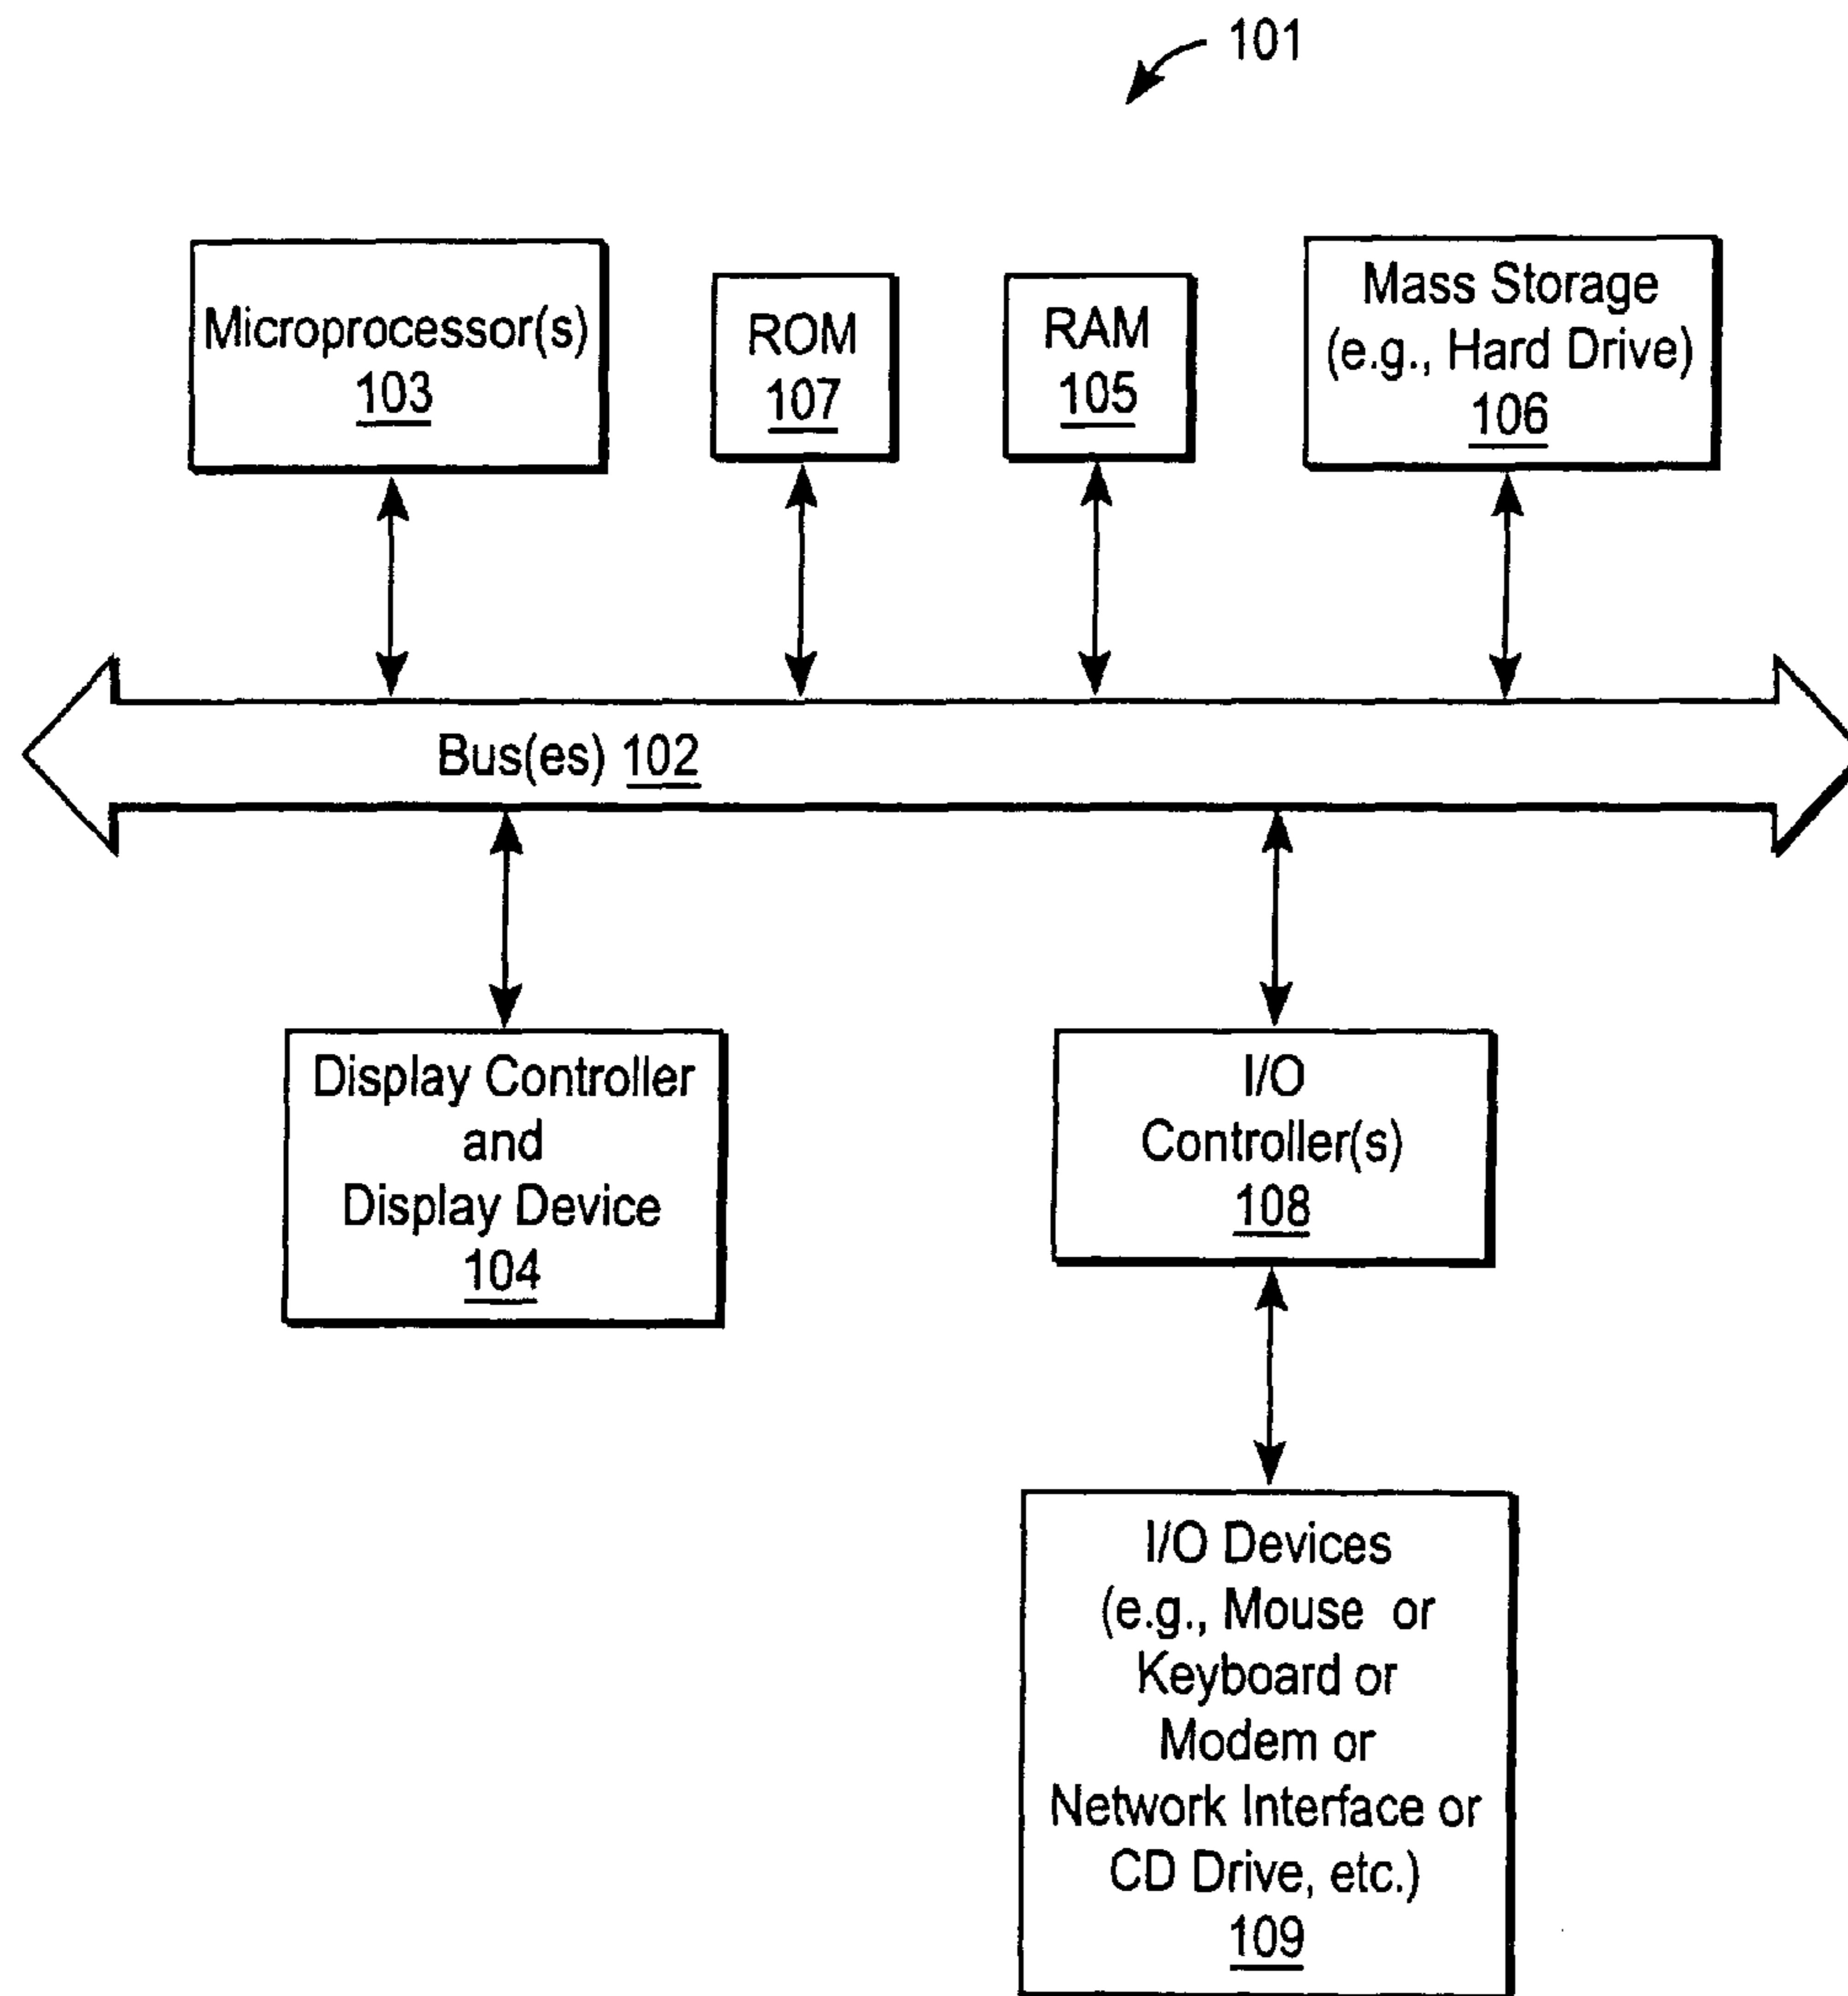 101
Microprocessor(s)
103
ROM
107
RAM
105
Mass Storage
(e.g., Hard Drive)
106
Bus(es) 102
Display Controller
and
Display Device
104
I/O
Controller(s)
108
I/O Devices
(e.g., Mouse or
Keyboard or
Modem or
Network Interface or
CD Drive, etc.)
109